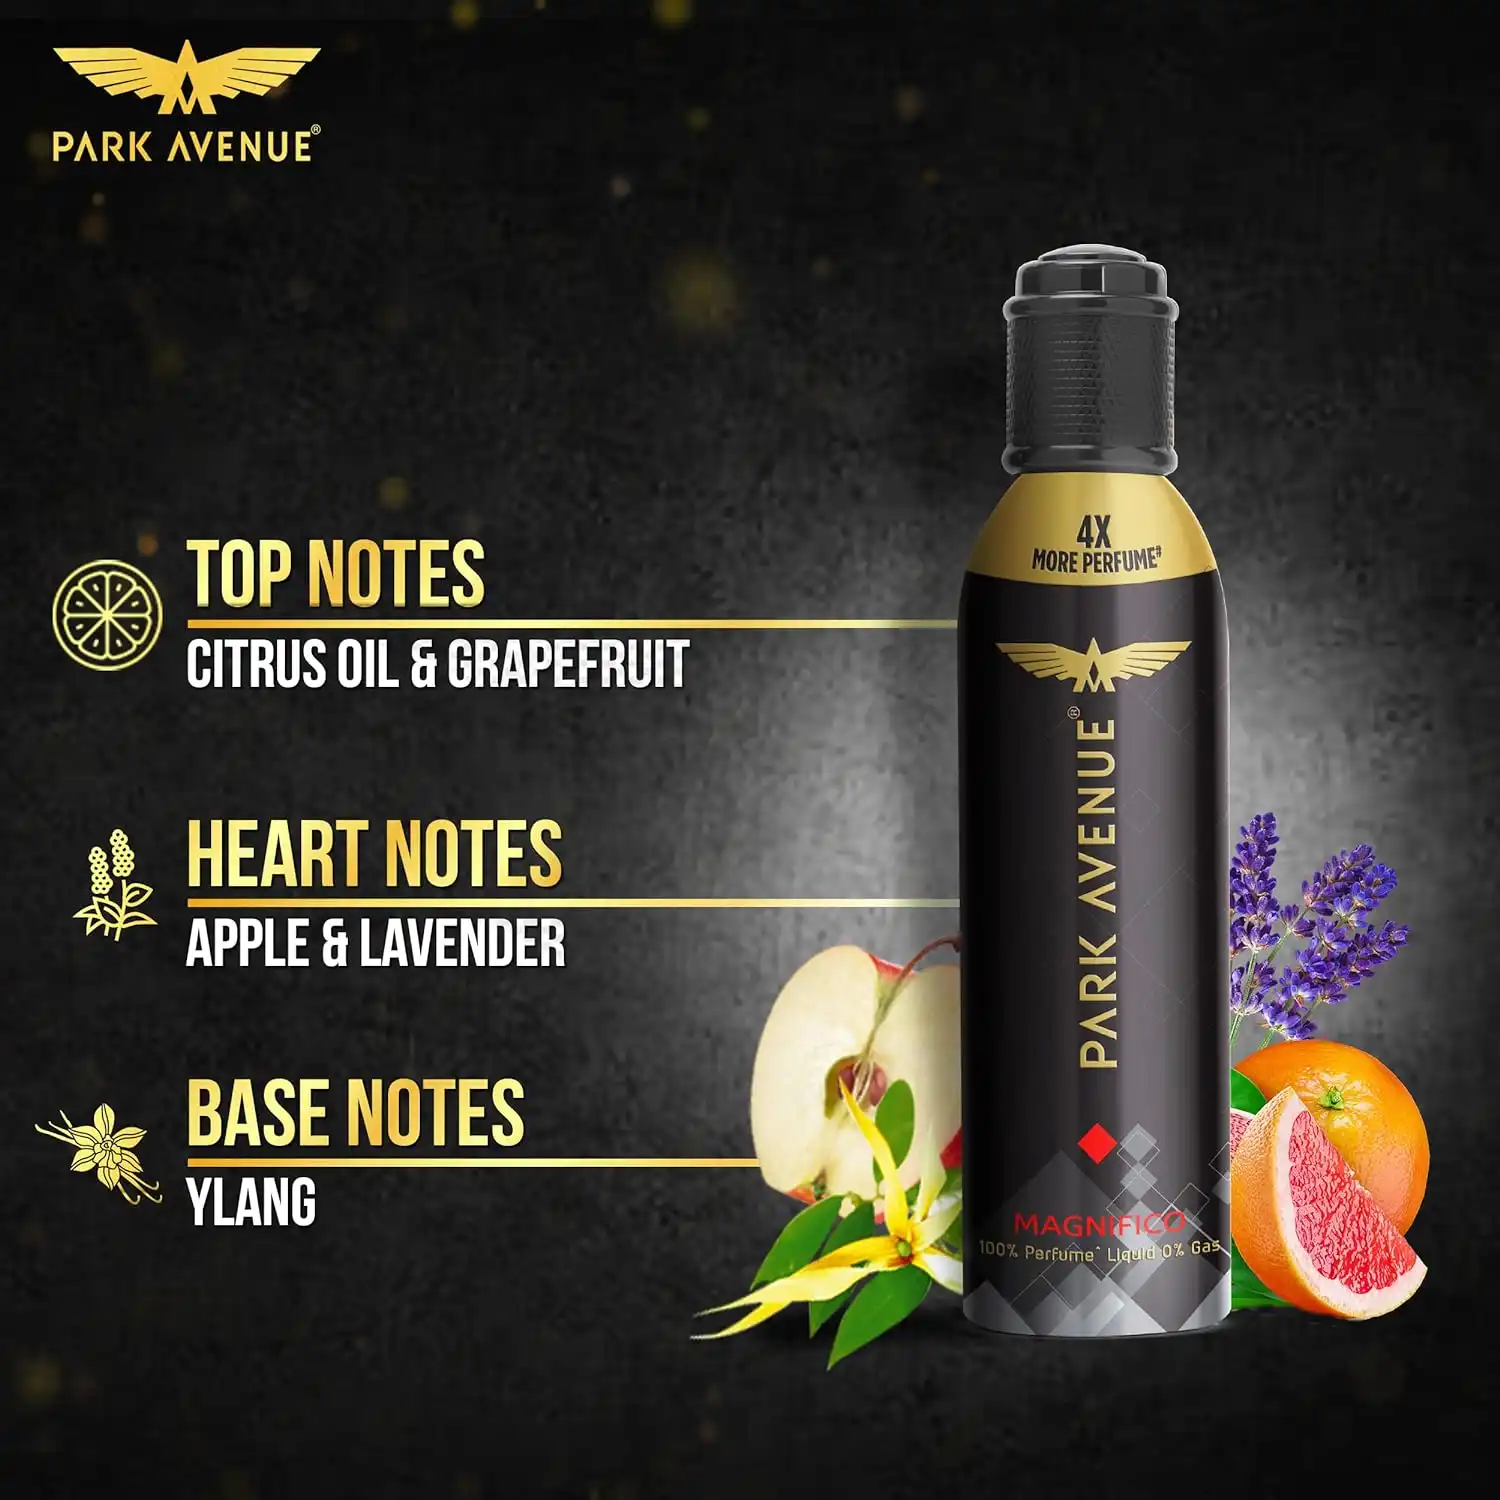 PARK AVENUE®
TOP NOTES
CITRUS OIL & GRAPEFRUIT
HEART NOTES
APPLE & LAVENDER
BASE NOTES
YLANG
4X
MORE PERFUME#
PARK AVENUE®
MAGNIFICO
100% Perfume^ Liquid 0% Gas